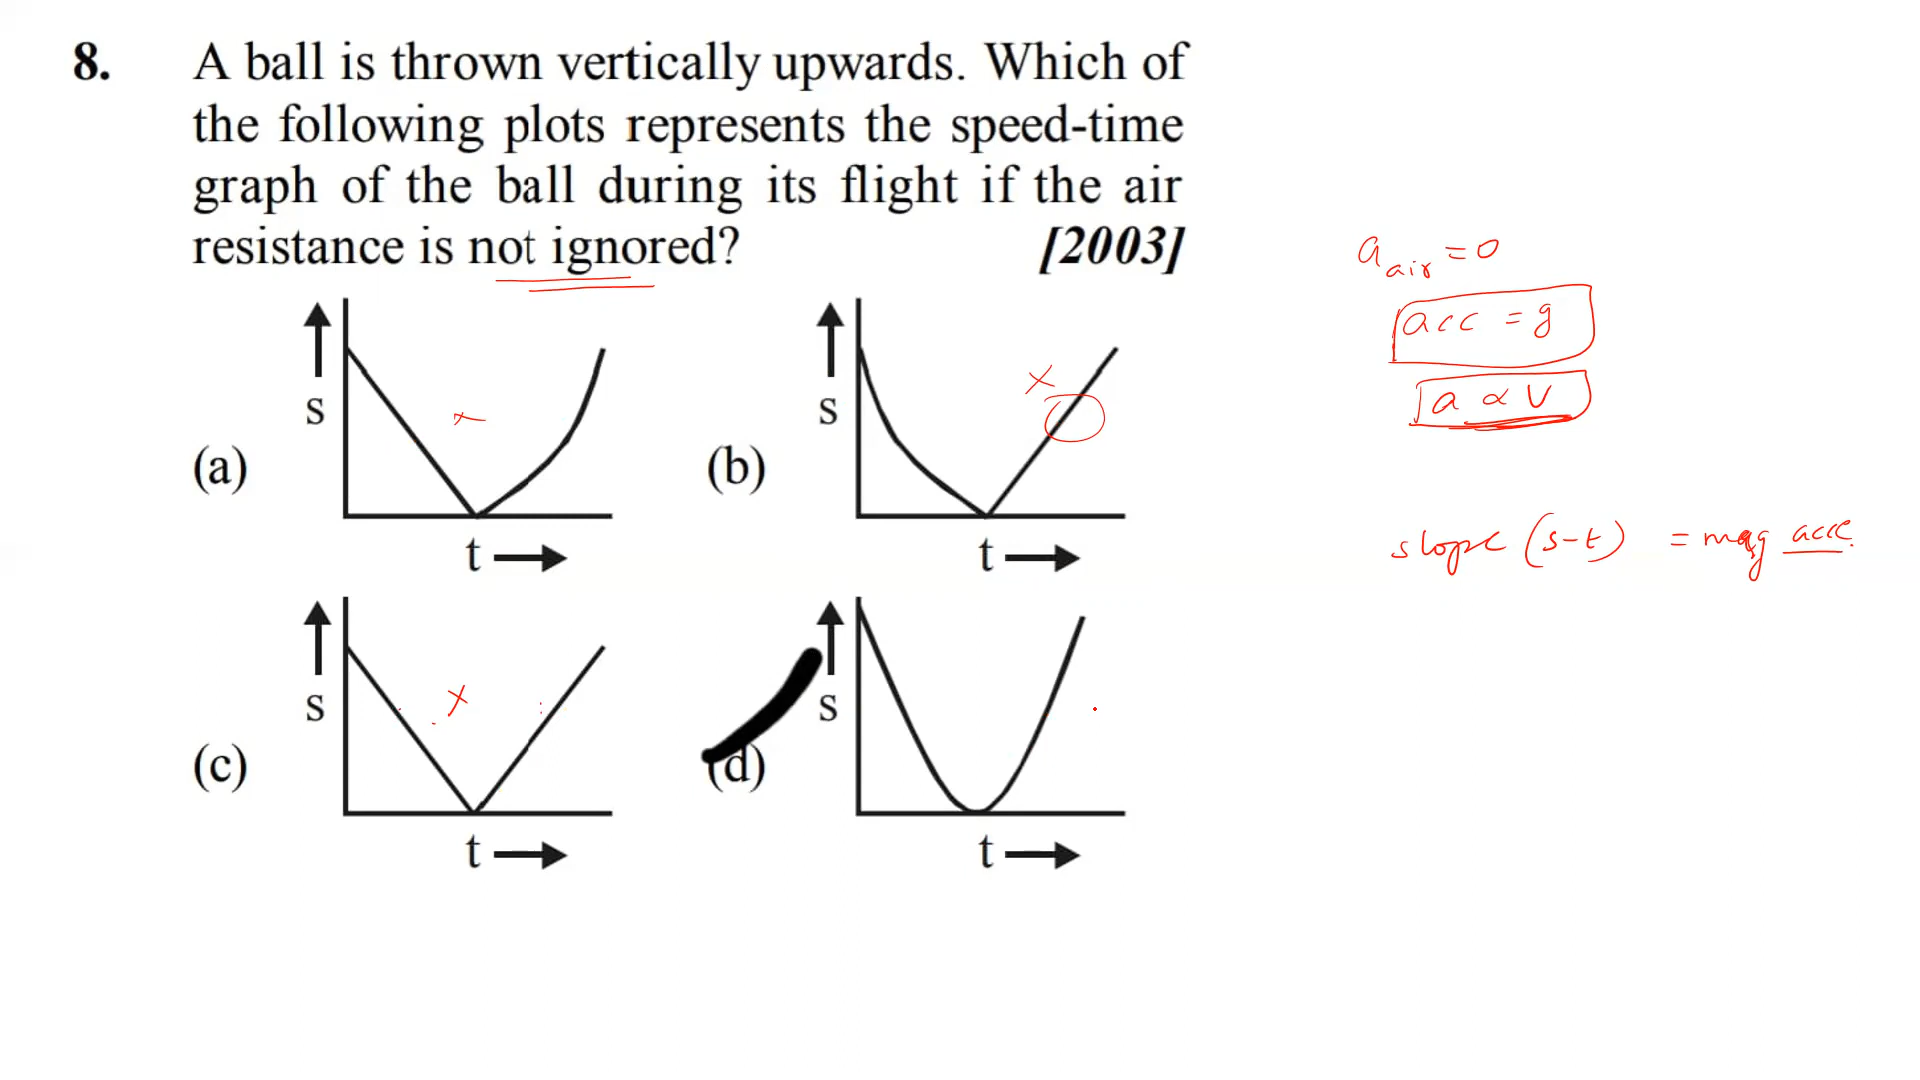 8. A ball is thrown vertically upwards. Which of
the following plots represents the speed-time
graph of the ball during its flight if the air
resistance is not ignored? [2003]
a air = 0
acc = g
a ∝ v
(a) s
t
(b) s
t
x
slope (s-t) = mag acc.
(c) s
t
x
(d) s
t